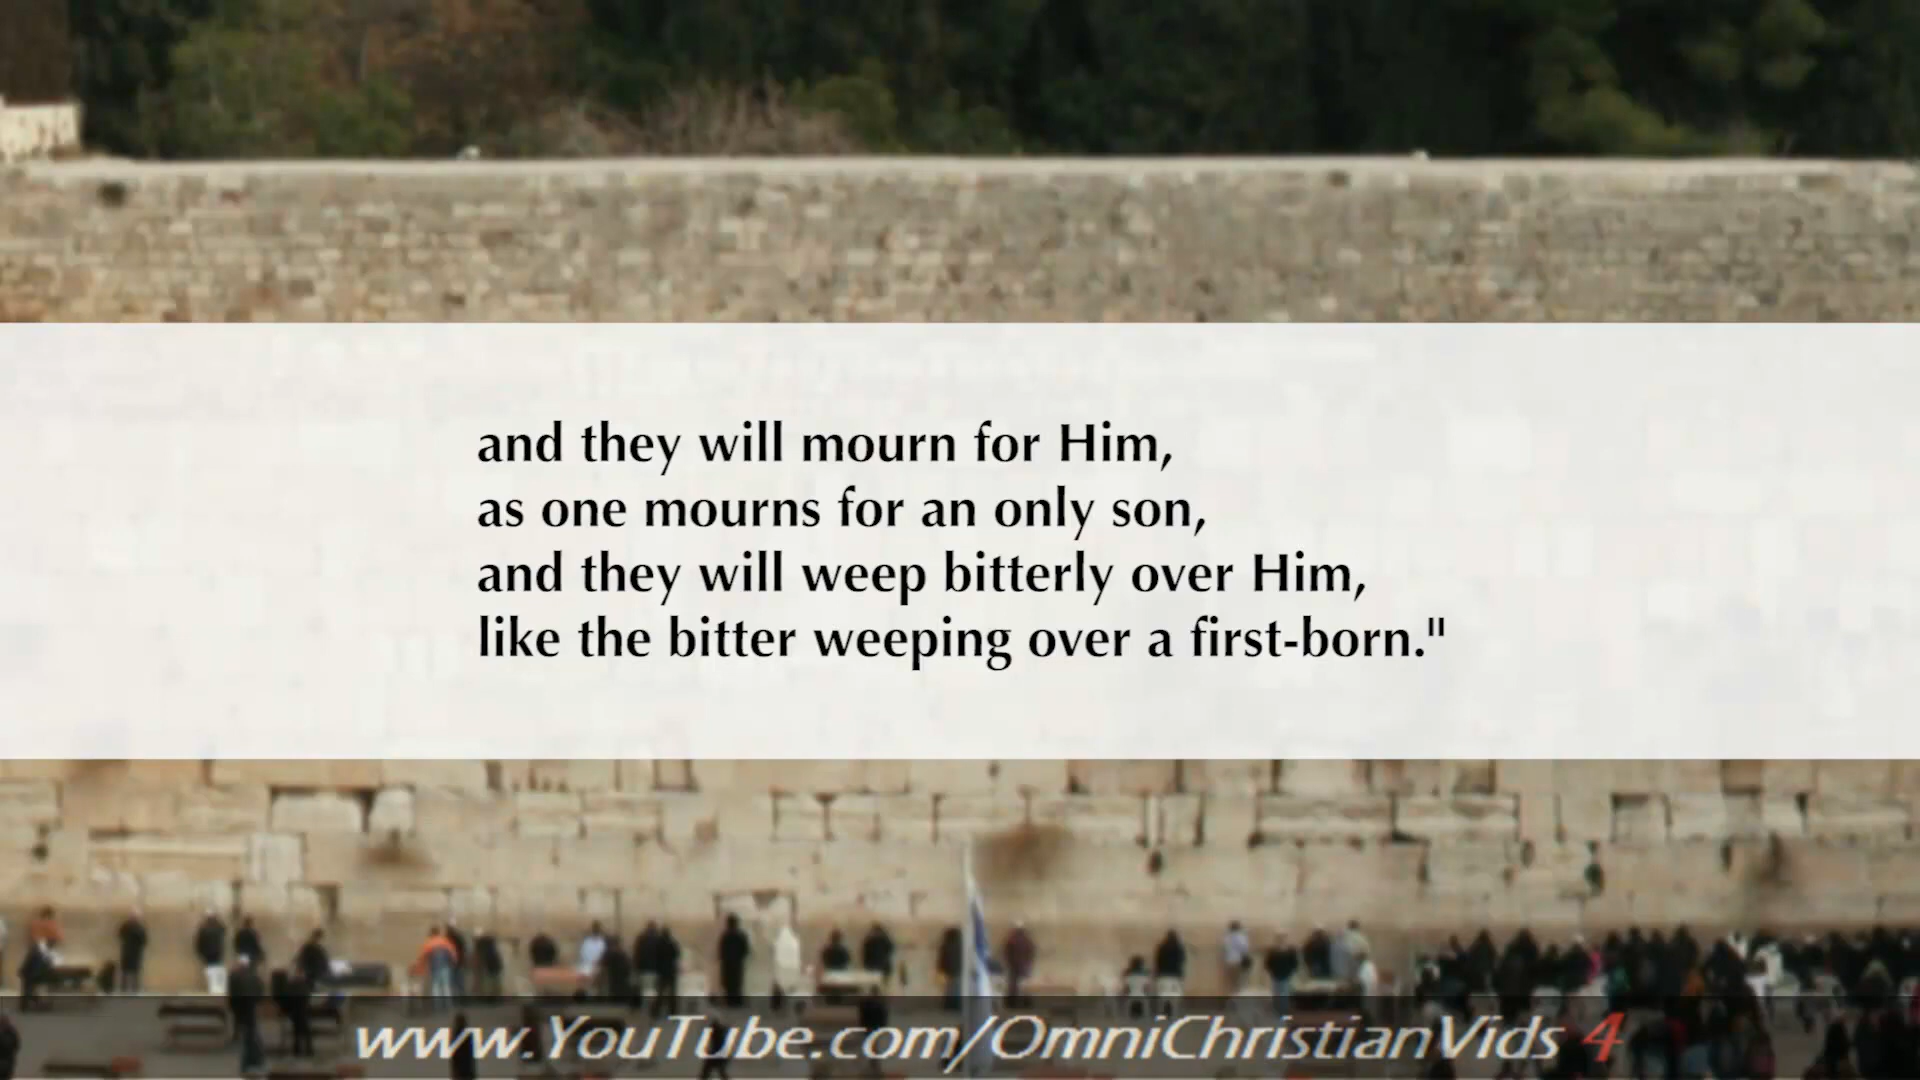 and they will mourn for Him,
as one mourns for an only son,
and they will weep bitterly over Him,
like the bitter weeping over a first-born."
www.YouTube.com/OmniChristianVids 4